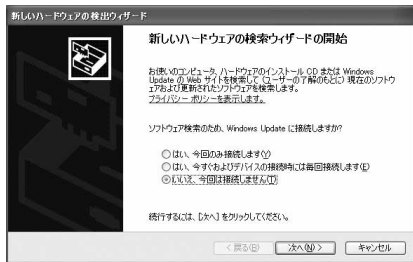 新しいハードウェアの検出ウィザード
新しいハードウェアの検索ウィザードの開始
お使いのコンピュータ、ハードウェアのインストール CD または Windows
Update の Web サイトを検索して (ユーザーの了解のもとに) 現在のソフトウ
ェアおよび更新されたソフトウェアを検索します。
プライバシー ポリシーを表示します。
ソフトウェア検索のため、Windows Update に接続しますか?
はい、今回のみ接続します(Y)
はい、今すぐおよびデバイスの接続時には毎回接続します(E)
いいえ、今回は接続しません(T)
続行するには、[次へ] をクリックしてください。
< 戻る(B)
次へ(N) >
キャンセル